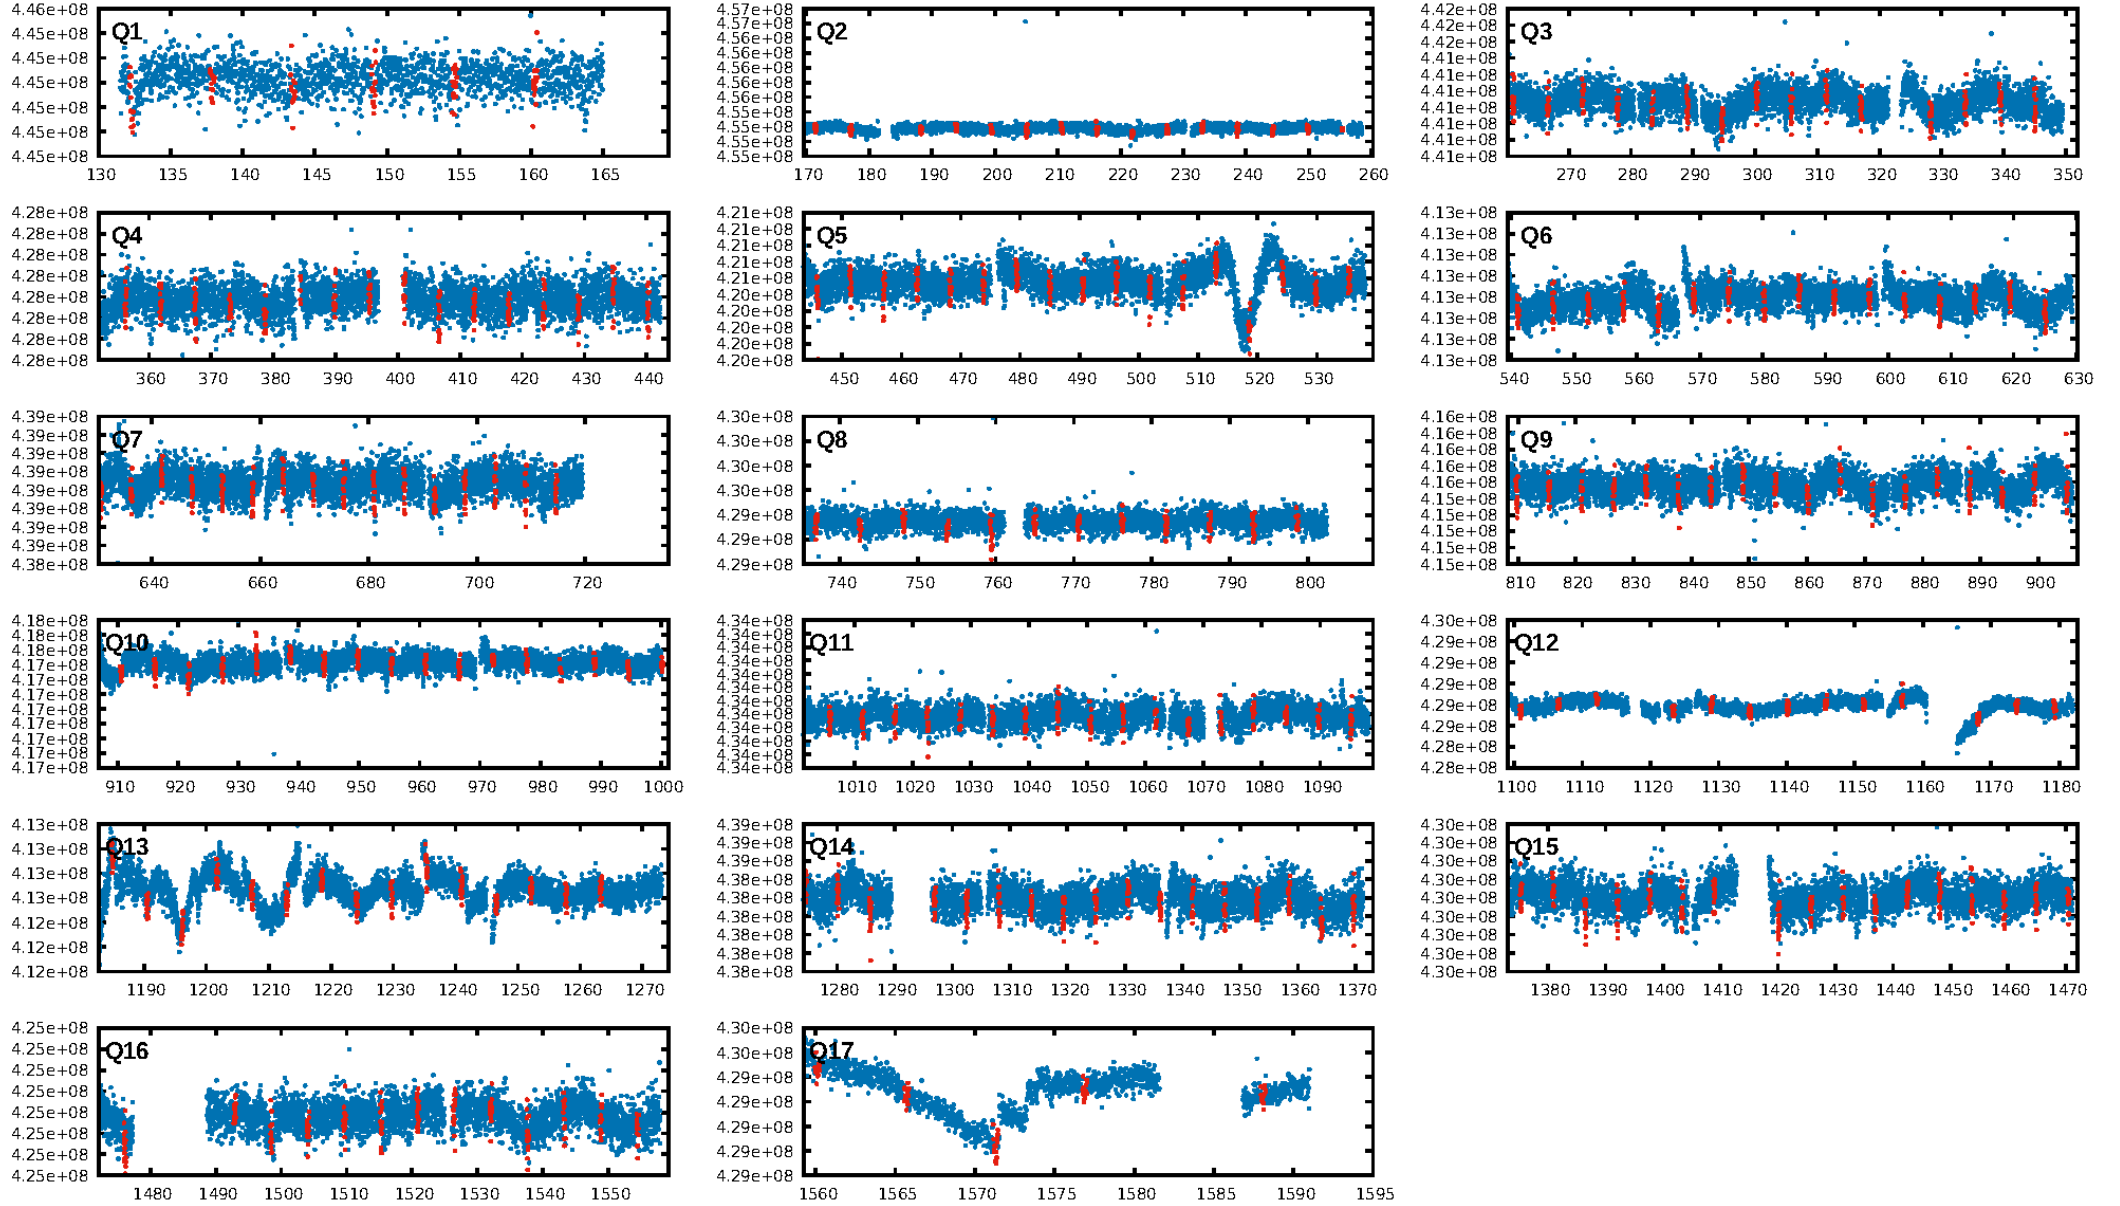 4.46e+08
4.45e+08
4.45e+08
4.45e+08
4.45e+08
4.45e+08
4.45e+08
Q1
130 135 140 145 150 155 160 165
4.57e+08
4.57e+08
4.56e+08
4.56e+08
4.56e+08
4.56e+08
4.56e+08
4.56e+08
4.55e+08
4.55e+08
4.55e+08
Q2
170 180 190 200 210 220 230 240 250 260
4.42e+08
4.42e+08
4.42e+08
4.41e+08
4.41e+08
4.41e+08
4.41e+08
4.41e+08
4.41e+08
4.41e+08
Q3
270 280 290 300 310 320 330 340 350
4.28e+08
4.28e+08
4.28e+08
4.28e+08
4.28e+08
4.28e+08
4.28e+08
4.28e+08
Q4
360 370 380 390 400 410 420 430 440
4.21e+08
4.21e+08
4.21e+08
4.21e+08
4.21e+08
4.20e+08
4.20e+08
4.20e+08
4.20e+08
4.20e+08
Q5
450 460 470 480 490 500 510 520 530
4.13e+08
4.13e+08
4.13e+08
4.13e+08
4.13e+08
4.13e+08
4.13e+08
4.13e+08
Q6
540 550 560 570 580 590 600 610 620 630
4.39e+08
4.39e+08
4.39e+08
4.39e+08
4.39e+08
4.39e+08
4.39e+08
4.39e+08
4.38e+08
Q7
640 660 680 700 720
4.30e+08
4.30e+08
4.30e+08
4.30e+08
4.29e+08
4.29e+08
4.29e+08
Q8
740 750 760 770 780 790 800
4.16e+08
4.16e+08
4.16e+08
4.16e+08
4.16e+08
4.15e+08
4.15e+08
4.15e+08
4.15e+08
4.15e+08
Q9
810 820 830 840 850 860 870 880 890 900
4.18e+08
4.18e+08
4.18e+08
4.17e+08
4.17e+08
4.17e+08
4.17e+08
4.17e+08
4.17e+08
4.17e+08
4.17e+08
Q10
910 920 930 940 950 960 970 980 990 1000
4.34e+08
4.34e+08
4.34e+08
4.34e+08
4.34e+08
4.34e+08
4.34e+08
4.34e+08
4.34e+08
4.34e+08
4.34e+08
4.34e+08
Q11
1010 1020 1030 1040 1050 1060 1070 1080 1090
4.30e+08
4.29e+08
4.29e+08
4.29e+08
4.29e+08
4.29e+08
4.28e+08
4.28e+08
Q12
1100 1110 1120 1130 1140 1150 1160 1170 1180
4.13e+08
4.13e+08
4.13e+08
4.13e+08
4.12e+08
4.12e+08
4.12e+08
Q13
1190 1200 1210 1220 1230 1240 1250 1260 1270
4.39e+08
4.39e+08
4.39e+08
4.38e+08
4.38e+08
4.38e+08
4.38e+08
4.38e+08
4.38e+08
Q14
1280 1290 1300 1310 1320 1330 1340 1350 1360 1370
4.30e+08
4.30e+08
4.30e+08
4.30e+08
4.30e+08
4.30e+08
4.30e+08
4.30e+08
4.30e+08
Q15
1380 1390 1400 1410 1420 1430 1440 1450 1460 1470
4.25e+08
4.25e+08
4.25e+08
4.25e+08
4.25e+08
4.25e+08
4.25e+08
4.25e+08
Q16
1480 1490 1500 1510 1520 1530 1540 1550
4.30e+08
4.30e+08
4.29e+08
4.29e+08
4.29e+08
4.29e+08
4.29e+08
Q17
1560 1565 1570 1575 1580 1585 1590 1595